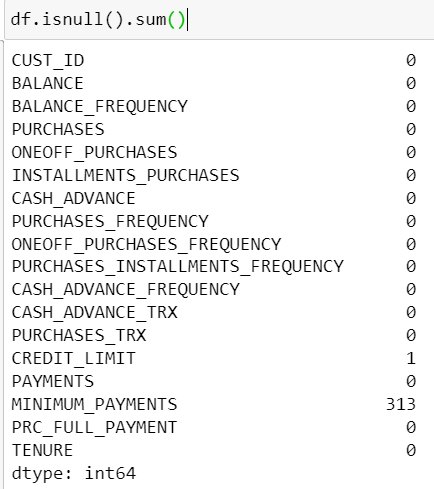 df.isnull().sum()
CUST_ID 0
BALANCE 0
BALANCE_FREQUENCY 0
PURCHASES 0
ONEOFF_PURCHASES 0
INSTALLMENTS_PURCHASES 0
CASH_ADVANCE 0
PURCHASES_FREQUENCY 0
ONEOFF_PURCHASES_FREQUENCY 0
PURCHASES_INSTALLMENTS_FREQUENCY 0
CASH_ADVANCE_FREQUENCY 0
CASH_ADVANCE_TRX 0
PURCHASES_TRX 0
CREDIT_LIMIT 1
PAYMENTS 0
MINIMUM_PAYMENTS 313
PRC_FULL_PAYMENT 0
TENURE 0
dtype: int64